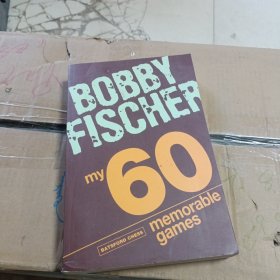 BOBBY
FISCHER
my 60
memorable
games
BATSFORD CHESS